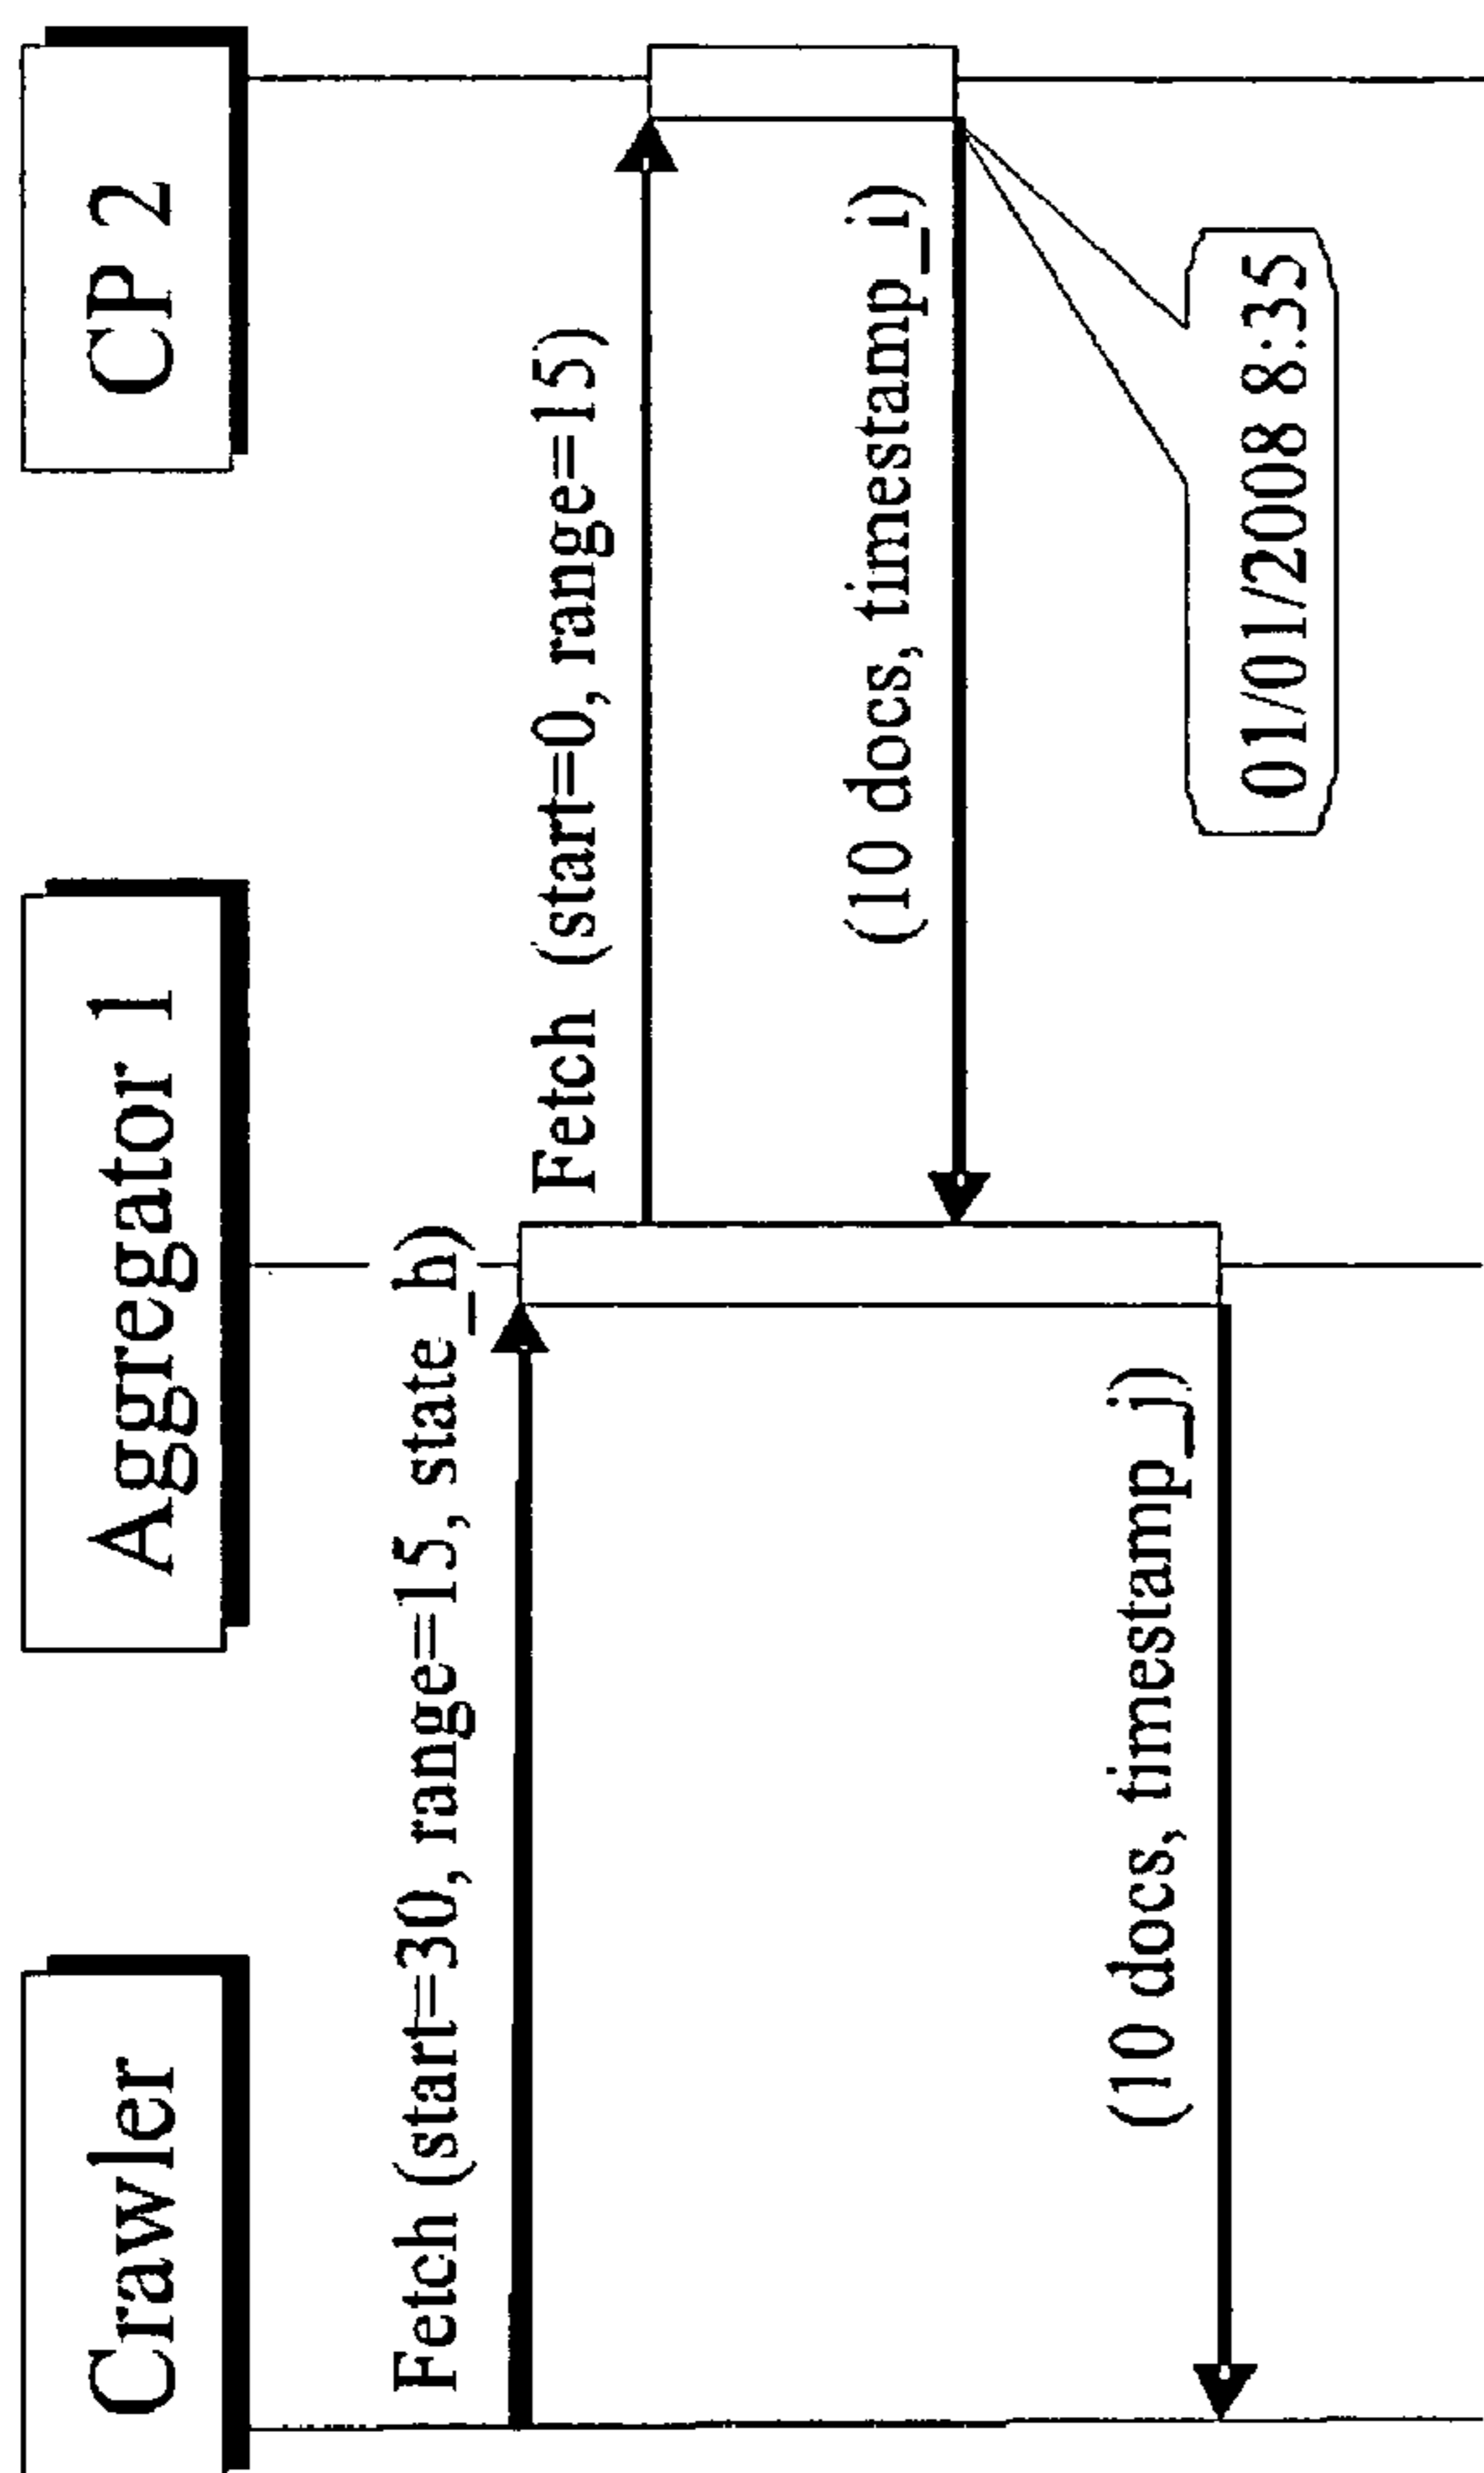 Crawler
Aggregator 1
CP 2
Fetch (start=30, range=15, state_h)
Fetch (start=0, range=15)
(10 docs, timestamp_i)
(10 docs, timestamp_j)
01/01/2008 8:35